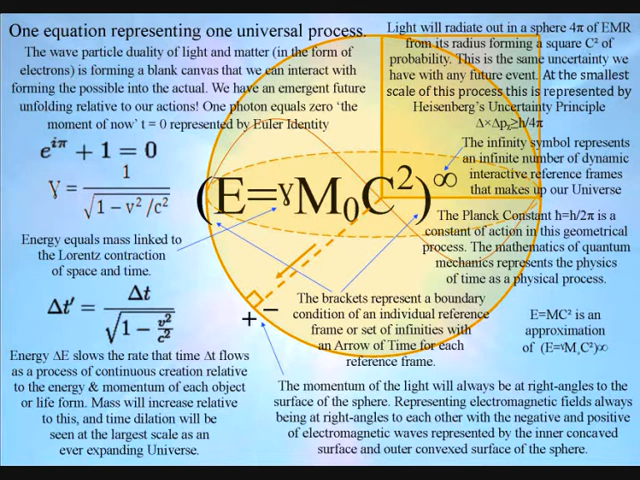 One equation representing one universal process.
The wave particle duality of light and matter (in the form of
electrons) is forming a blank canvas that we can interact with
forming the possible into the actual. We have an emergent future
unfolding relative to our actions! One photon equals zero ‘the
moment of now’ t = 0 represented by Euler Identity
e^{iπ} + 1 = 0
γ = 1 / √(1 − v² /c²)
Energy equals mass linked to
the Lorentz contraction
of space and time.
Δt′ = Δt / √(1 − v²/c²)
Energy ΔE slows the rate that time Δt flows
as a process of continuous creation relative
to the energy & momentum of each object
or life form. Mass will increase relative
to this, and time dilation will be
seen at the largest scale as an
ever expanding Universe.
(E=γM₀C²)∞
+ −
Light will radiate out in a sphere 4π of EMR
from its radius forming a square C² of
probability. This is the same uncertainty we
have with any future event. At the smallest
scale of this process this is represented by
Heisenberg’s Uncertainty Principle
Δ×Δpₓ≥h/4π
The infinity symbol represents
an infinite number of dynamic
interactive reference frames
that makes up our Universe
The Planck Constant ħ=h/2π is a
constant of action in this geometrical
process. The mathematics of quantum
mechanics represents the physics
of time as a physical process.
The brackets represent a boundary
condition of an individual reference
frame or set of infinities with
an Arrow of Time for each
reference frame.
E=MC² is an
approximation
of (E=γM₀C²)∞
The momentum of the light will always be at right-angles to the
surface of the sphere. Representing electromagnetic fields always
being at right-angles to each other with the negative and positive
of electromagnetic waves represented by the inner concaved
surface and outer convexed surface of the sphere.